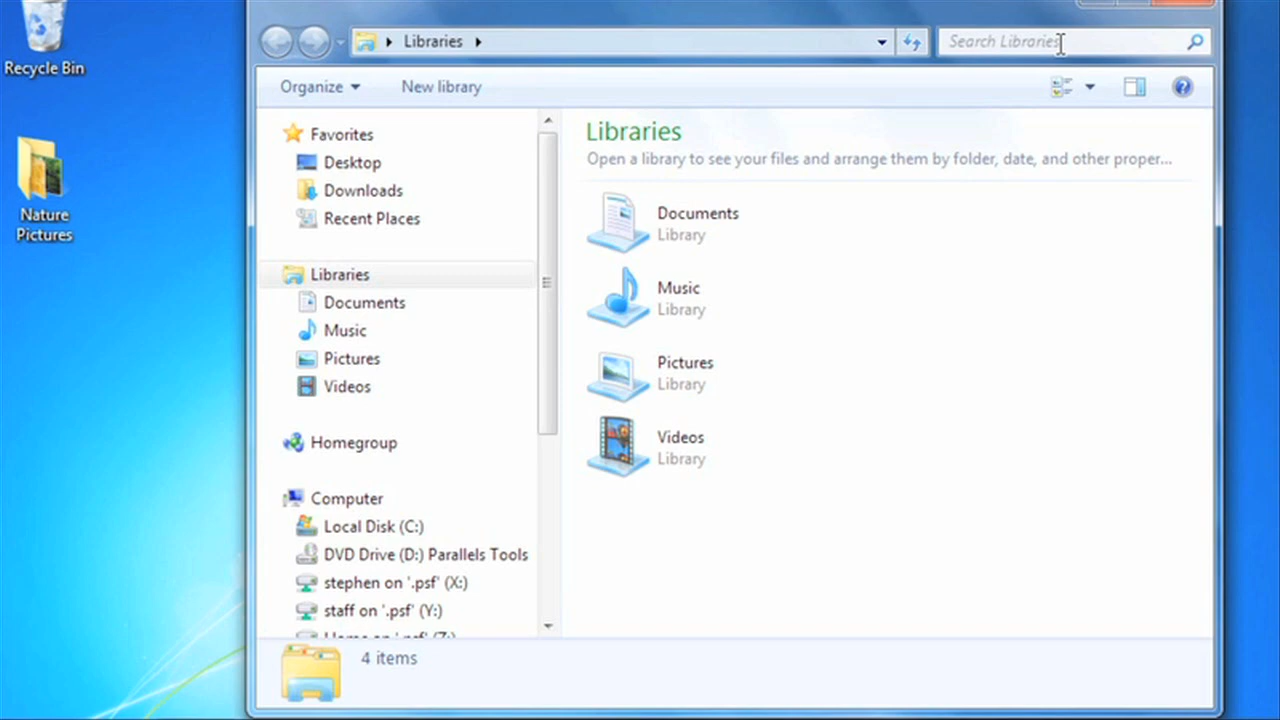 Recycle Bin
Nature
Pictures
Libraries
Search Libraries
Organize
New library
Favorites
Desktop
Downloads
Recent Places
Libraries
Documents
Music
Pictures
Videos
Homegroup
Computer
Local Disk (C:)
DVD Drive (D:) Parallels Tools
stephen on '.psf' (X:)
staff on '.psf' (Y:)
Home on '.psf' (Z:)
Libraries
Open a library to see your files and arrange them by folder, date, and other proper...
Documents
Library
Music
Library
Pictures
Library
Videos
Library
4 items